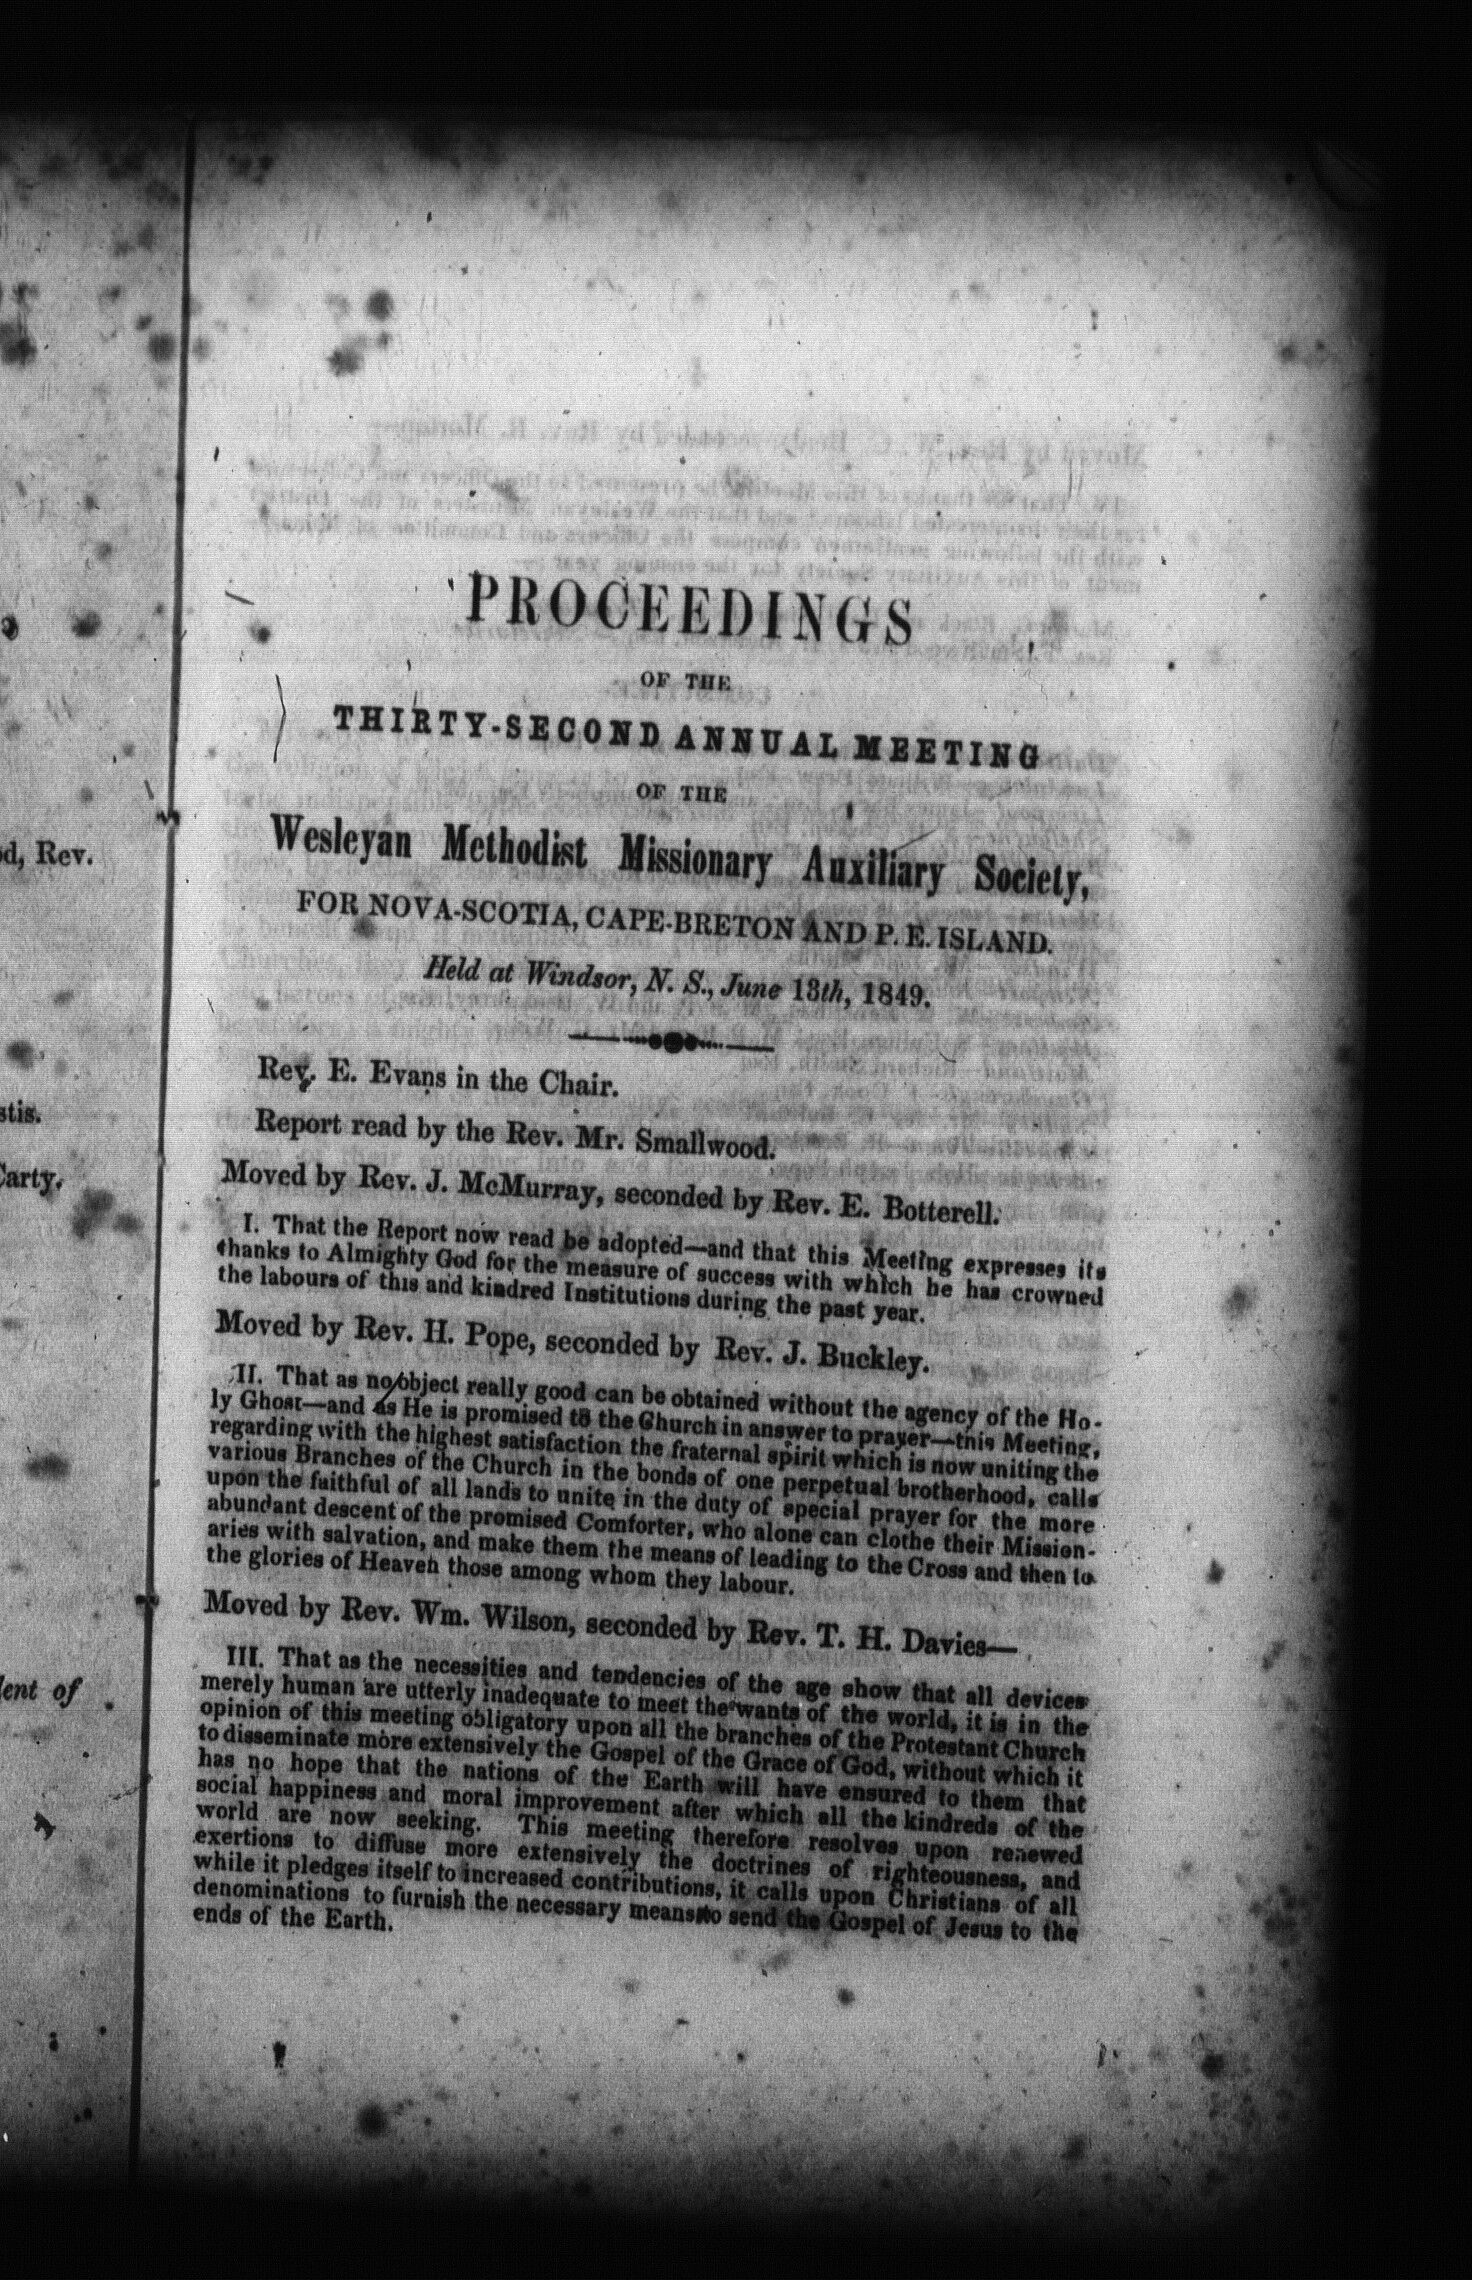 od, Rev.
stis.
Carty.
dent of
PROCEEDINGS
OF THE
THIRTY-SECOND ANNUAL MEETING
OF THE
Wesleyan Methodist Missionary Auxiliary Society,
FOR NOVA-SCOTIA, CAPE-BRETON AND P. E. ISLAND.
Held at Windsor, N. S., June 13th, 1849.
Rev. E. Evans in the Chair.
Report read by the Rev. Mr. Smallwood.
Moved by Rev. J. McMurray, seconded by Rev. E. Botterell.
I. That the Report now read be adopted—and that this Meeting expresses its
thanks to Almighty God for the measure of success with which he has crowned
the labours of this and kindred Institutions during the past year.
Moved by Rev. H. Pope, seconded by Rev. J. Buckley.
II. That as no object really good can be obtained without the agency of the Ho-
ly Ghost—and as He is promised to the Church in answer to prayer—this Meeting,
regarding with the highest satisfaction the fraternal spirit which is now uniting the
various Branches of the Church in the bonds of one perpetual brotherhood, calls
upon the faithful of all lands to unite in the duty of special prayer for the more
abundant descent of the promised Comforter, who alone can clothe their Mission-
aries with salvation, and make them the means of leading to the Cross and then to
the glories of Heaven those among whom they labour.
Moved by Rev. Wm. Wilson, seconded by Rev. T. H. Davies—
III. That as the necessities and tendencies of the age show that all devices
merely human are utterly inadequate to meet the wants of the world, it is in the
opinion of this meeting obligatory upon all the branches of the Protestant Church
to disseminate more extensively the Gospel of the Grace of God, without which it
has no hope that the nations of the Earth will have ensured to them that
social happiness and moral improvement after which all the kindreds of the
world are now seeking. This meeting therefore resolves upon renewed
exertions to diffuse more extensively the doctrines of righteousness, and
while it pledges itself to increased contributions, it calls upon Christians of all
denominations to furnish the necessary means to send the Gospel of Jesus to the
ends of the Earth.